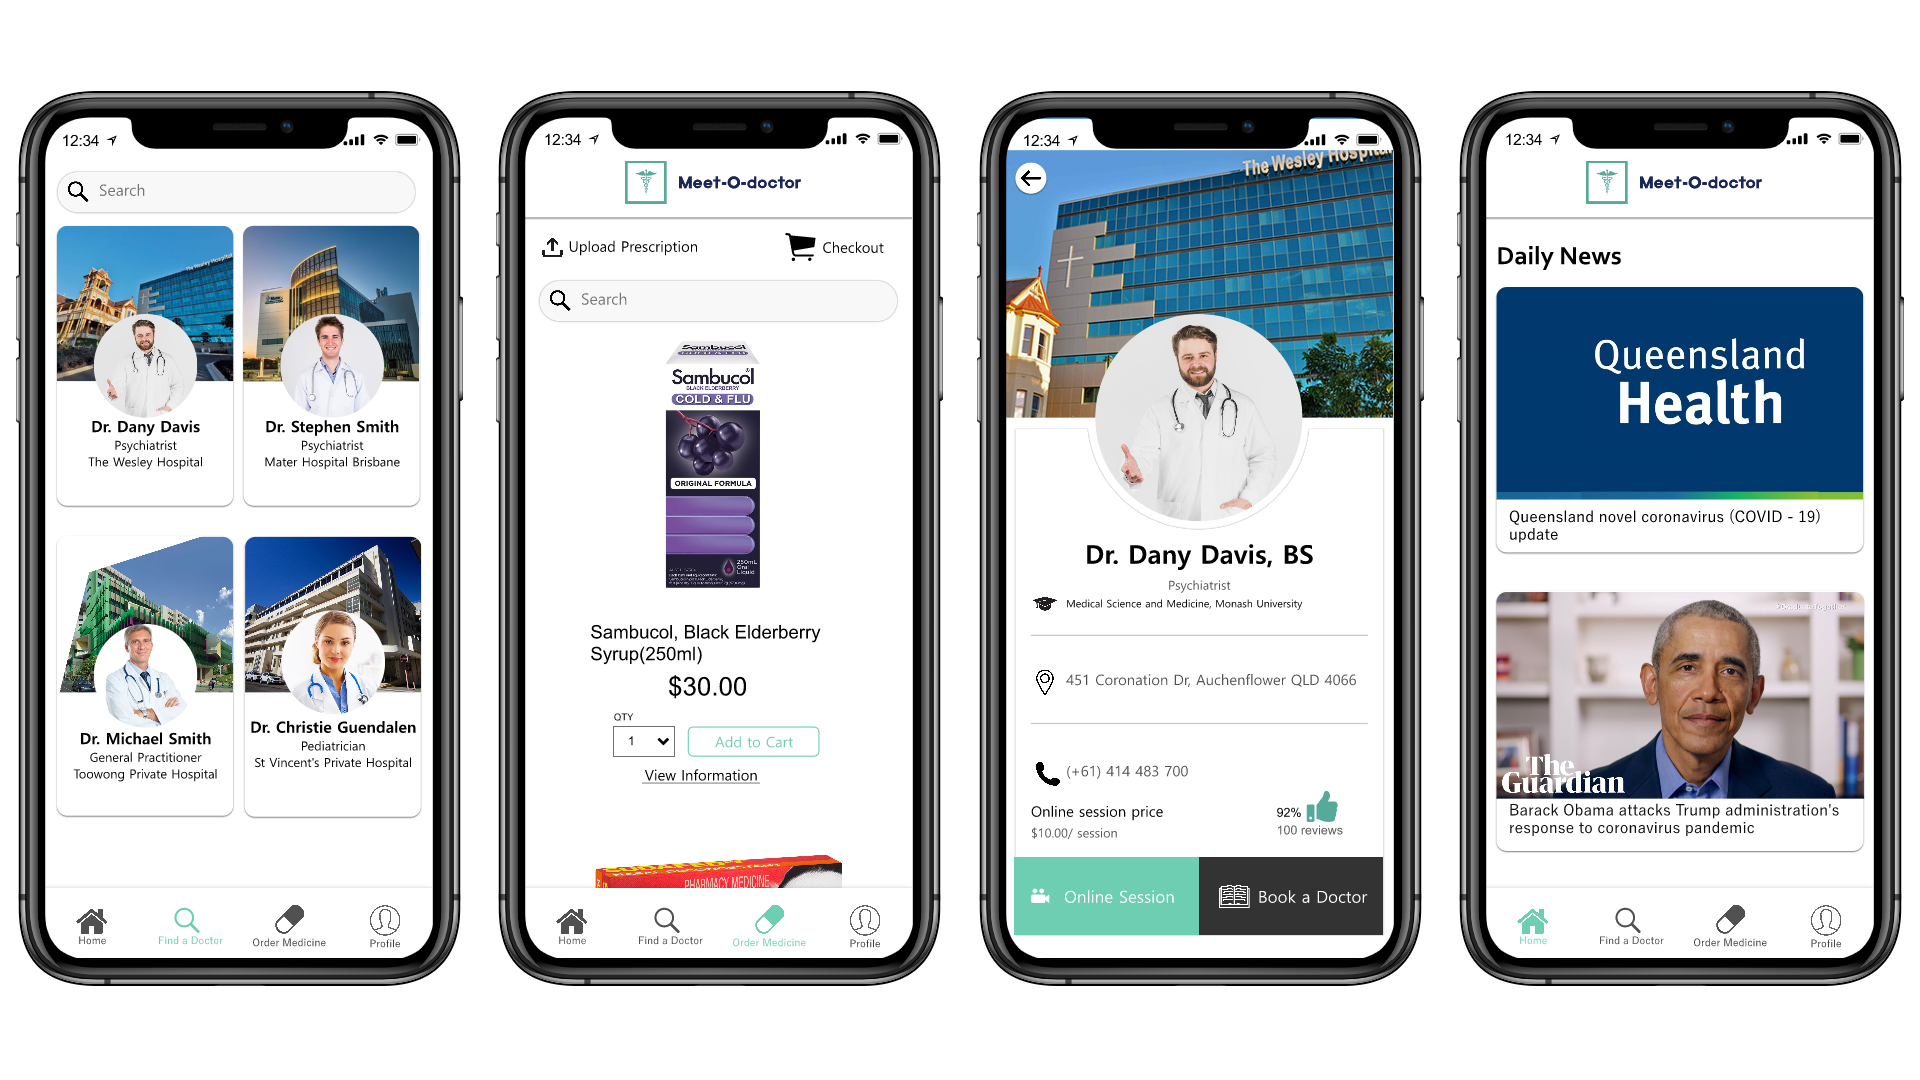 12:34
Search
The Wesley Hospital
Dr. Dany Davis
Psychiatrist
The Wesley Hospital
Dr. Stephen Smith
Psychiatrist
Mater Hospital Brisbane
Dr. Michael Smith
General Practitioner
Toowong Private Hospital
Dr. Christie Guendalen
Pediatrician
St Vincent's Private Hospital
Home
Find a Doctor
Order Medicine
Profile
12:34
Meet-O-doctor
Upload Prescription
Checkout
Search
Sambucol
Sambucol
BLACK ELDERBERRY
COLD & FLU
ORIGINAL FORMULA
250mL
Oral
Liquid
Sambucol, Black Elderberry
Syrup(250ml)
$30.00
QTY
1
Add to Cart
View Information
PHARMACY MEDICINE
Home
Find a Doctor
Order Medicine
Profile
12:34
The Wesley Hospital
Dr. Dany Davis, BS
Psychiatrist
Medical Science and Medicine, Monash University
451 Coronation Dr, Auchenflower QLD 4066
(+61) 414 483 700
Online session price
$10.00/ session
92%
100 reviews
Online Session
Book a Doctor
12:34
Meet-O-doctor
Daily News
Queensland
Health
Queensland novel coronavirus (COVID - 19)
update
The
Guardian
Barack Obama attacks Trump administration's
response to coronavirus pandemic
Home
Find a Doctor
Order Medicine
Profile